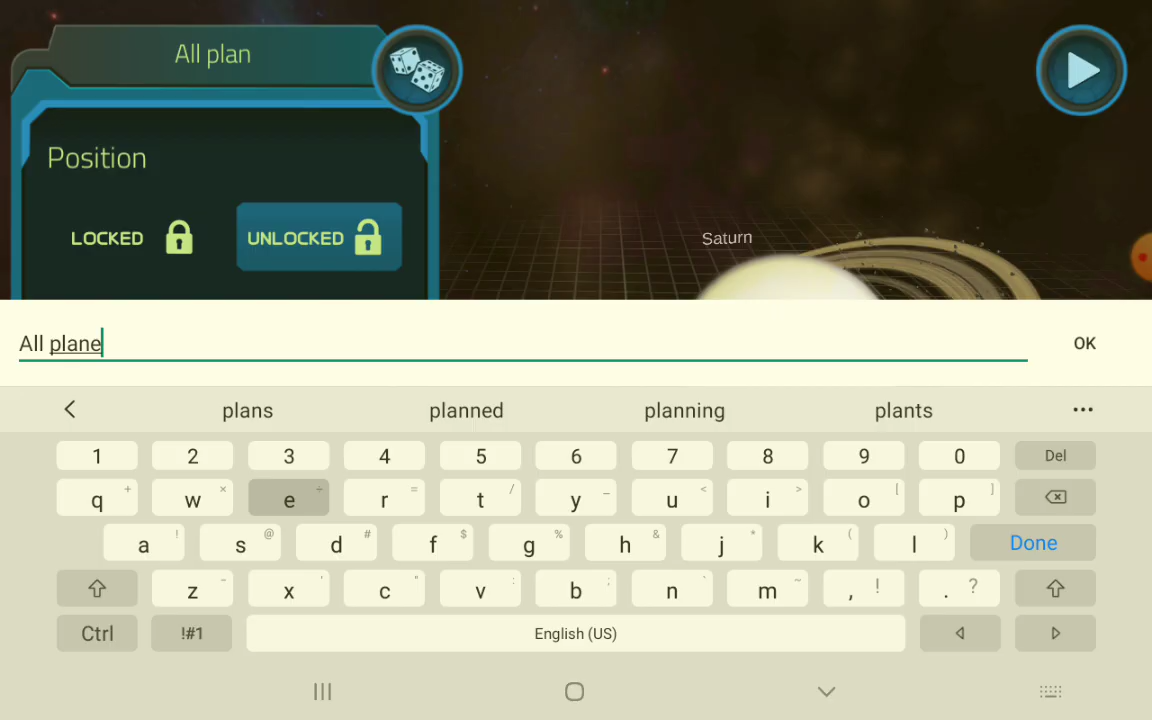 All plan
Position
LOCKED
UNLOCKED
Saturn
All plane
OK
plans planned planning plants
1 2 3 4 5 6 7 8 9 0 Del
q + w × e ÷ r = t / y _ u < i > o [ p ]
a ! s @ d # f $ g % h & j * k ( l ) Done
z - x ' c " v : b ; n ` m ~ , ! . ?
Ctrl !#1 English (US)